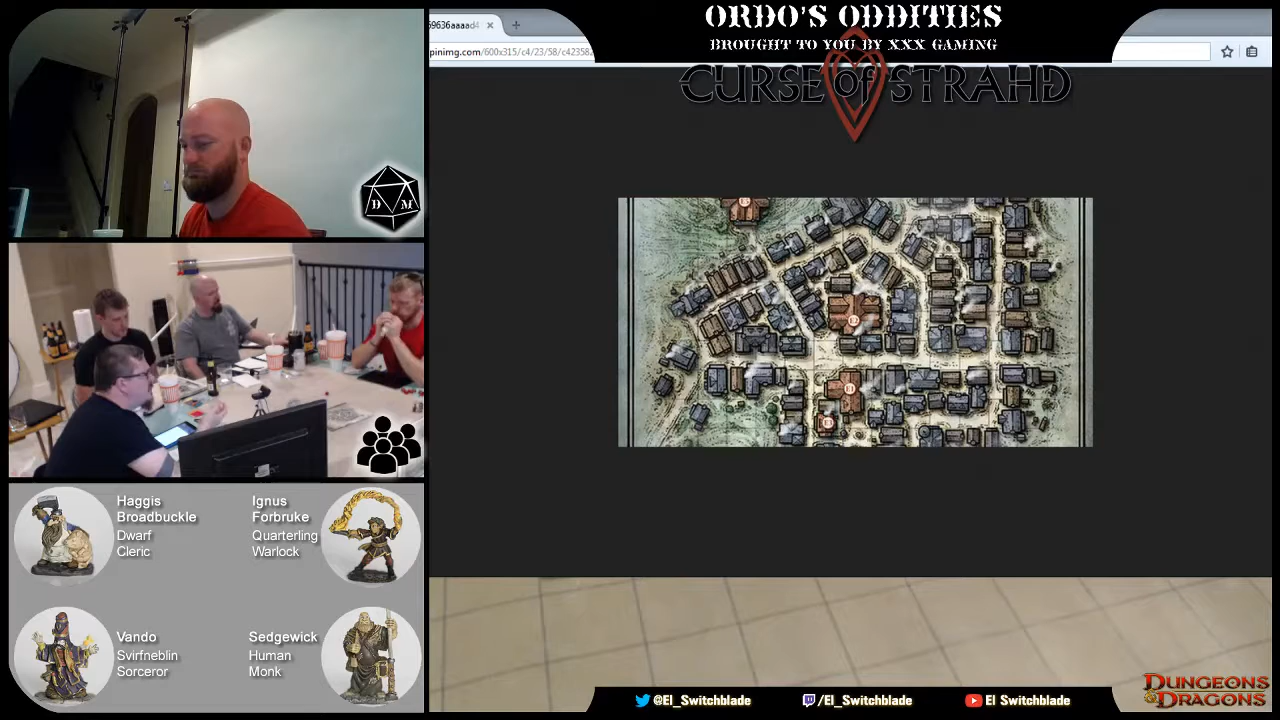 ORDO'S ODDITIES
BROUGHT TO YOU BY XXX GAMING
CURSE OF STRAHD
59636aaaad4
pinimg.com/600x315/c4/23/58/c42358
D M
Haggis
Broadbuckle
Dwarf
Cleric
Ignus
Forbruke
Quarterling
Warlock
Vando
Svirfneblin
Sorceror
Sedgewick
Human
Monk
@El_Switchblade
/El_Switchblade
El Switchblade
DUNGEONS
& DRAGONS